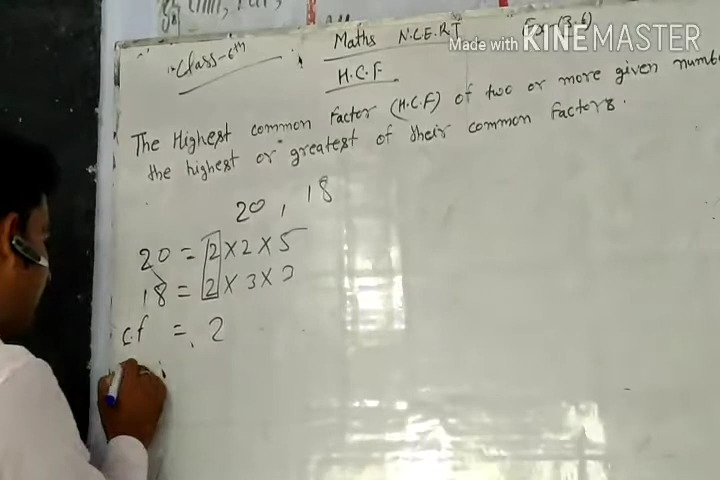 Class-6th
Maths N.C.E.R.T Ex-(3.6)
Made with KINEMASTER
H.C.F
The Highest common factor (H.C.F) of two or more given
the highest or greatest of their common factors.
20, 18
20 = 2 × 2 × 5
18 = 2 × 3 × 3
C.f = 2